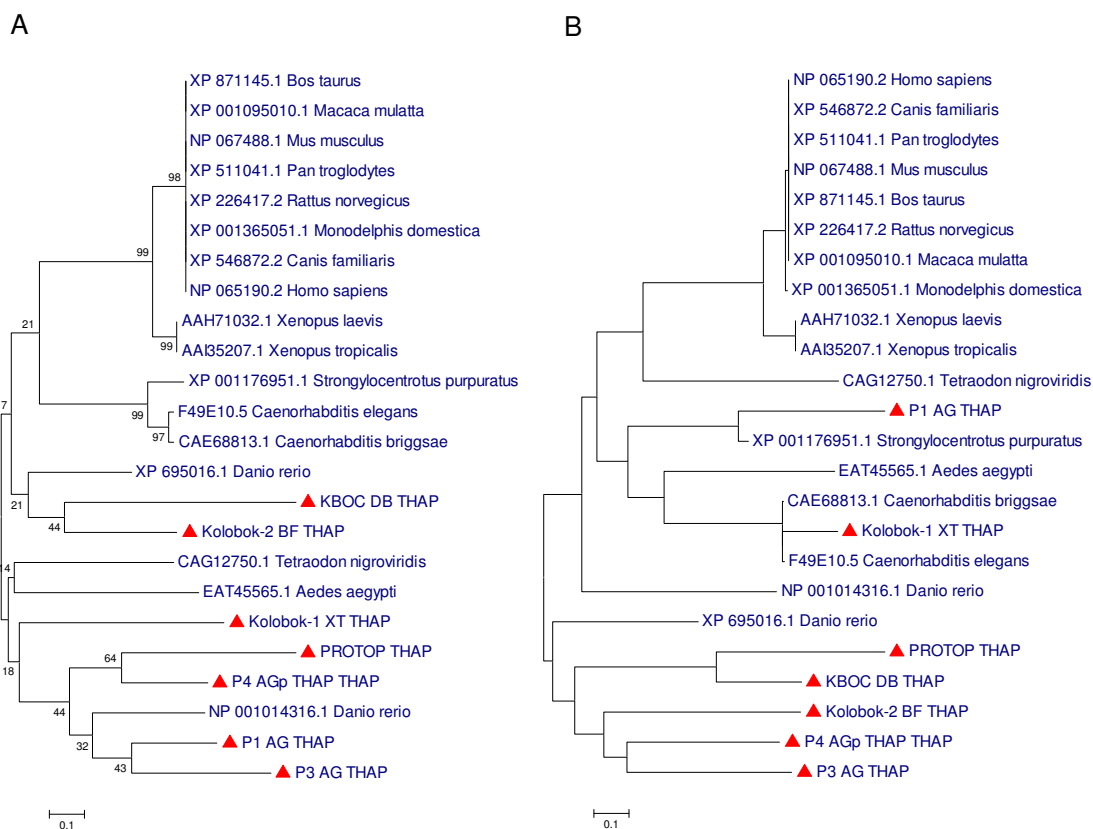 A
XP 871145.1 Bos taurus
XP 001095010.1 Macaca mulatta
NP 067488.1 Mus musculus
XP 511041.1 Pan troglodytes
98
XP 226417.2 Rattus norvegicus
XP 001365051.1 Monodelphis domestica
99
XP 546872.2 Canis familiaris
NP 065190.2 Homo sapiens
AAH71032.1 Xenopus laevis
21
99
AAI35207.1 Xenopus tropicalis
XP 001176951.1 Strongylocentrotus purpuratus
99
F49E10.5 Caenorhabditis elegans
97
CAE68813.1 Caenorhabditis briggsae
7
XP 695016.1 Danio rerio
21
KBOC DB THAP
44
Kolobok-2 BF THAP
CAG12750.1 Tetraodon nigroviridis
14
EAT45565.1 Aedes aegypti
Kolobok-1 XT THAP
18
PROTOP THAP
64
P4 AGp THAP THAP
44
NP 001014316.1 Danio rerio
32
P1 AG THAP
43
P3 AG THAP
0.1
B
NP 065190.2 Homo sapiens
XP 546872.2 Canis familiaris
XP 511041.1 Pan troglodytes
NP 067488.1 Mus musculus
XP 871145.1 Bos taurus
XP 226417.2 Rattus norvegicus
XP 001095010.1 Macaca mulatta
XP 001365051.1 Monodelphis domestica
AAH71032.1 Xenopus laevis
AAI35207.1 Xenopus tropicalis
CAG12750.1 Tetraodon nigroviridis
P1 AG THAP
XP 001176951.1 Strongylocentrotus purpuratus
EAT45565.1 Aedes aegypti
CAE68813.1 Caenorhabditis briggsae
Kolobok-1 XT THAP
F49E10.5 Caenorhabditis elegans
NP 001014316.1 Danio rerio
XP 695016.1 Danio rerio
PROTOP THAP
KBOC DB THAP
Kolobok-2 BF THAP
P4 AGp THAP THAP
P3 AG THAP
0.1